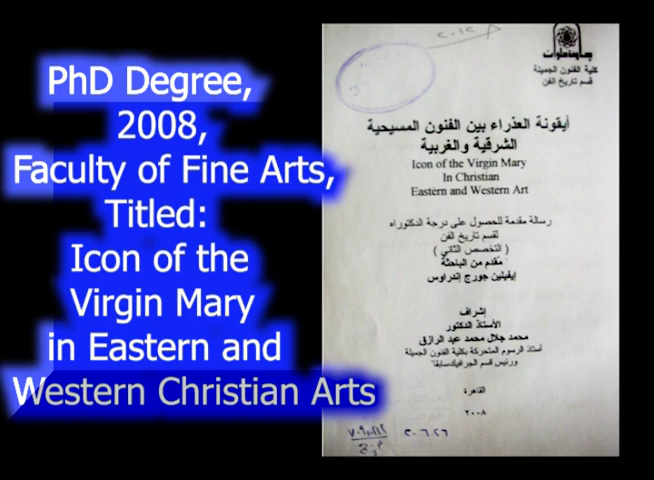 PhD Degree,
2008,
Faculty of Fine Arts,
Titled:
Icon of the
Virgin Mary
in Eastern and
Western Christian Arts
كلية الفنون الجميلة
قسم تاريخ الفن
أيقونة العذراء بين الفنون المسيحية
الشرقية والغربية
Icon of the Virgin Mary
In Christian
Eastern and Western Art
رسالة مقدمة للحصول على درجة الدكتوراه
لقسم تاريخ الفن
( التخصص الثاني )
مقدم من الباحثة
إيفيلين جورج إندراوس
إشراف
الأستاذ الدكتور
محمد جلال محمد عبد الرازق
أستاذ الرسوم المتحركة بكلية الفنون الجميلة
ورئيس قسم الجرافيك سابقا
القاهرة
٢٠٠٨